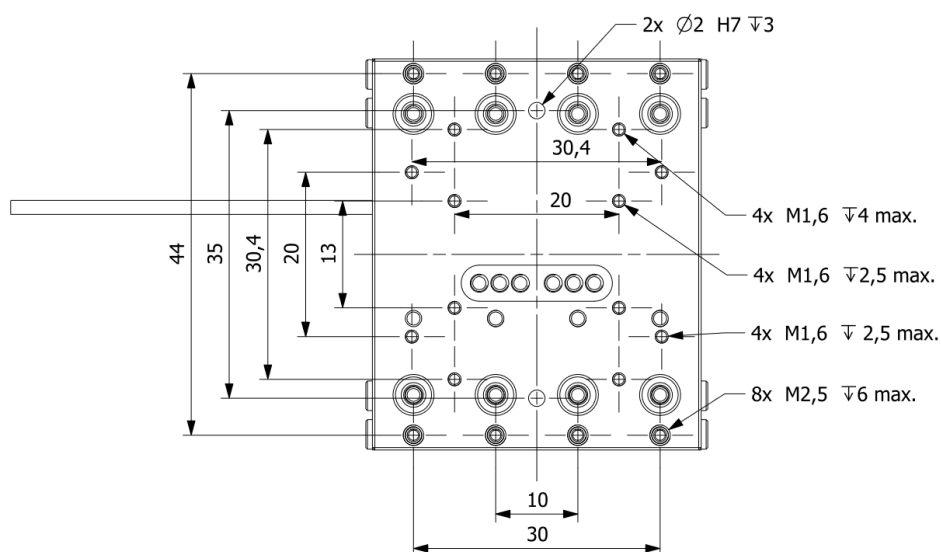 2x ∅2 H7 ↧3
30,4
20
4x M1,6 ↧4 max.
44
35
30,4
20
13
4x M1,6 ↧2,5 max.
4x M1,6 ↧ 2,5 max.
8x M2,5 ↧6 max.
10
30